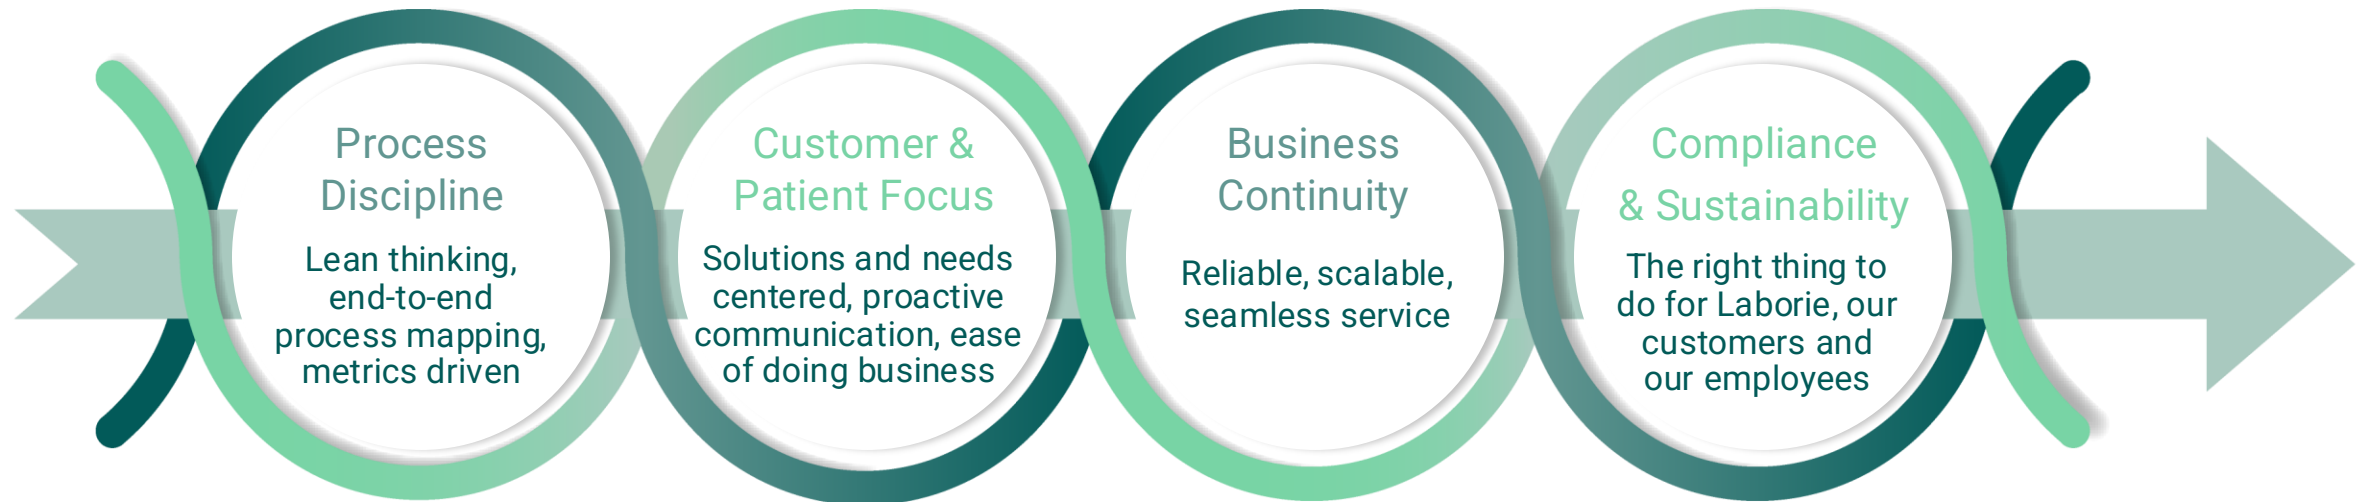 Process
Discipline
Lean thinking,
end-to-end
process mapping,
metrics driven
Customer &
Patient Focus
Solutions and needs
centered, proactive
communication, ease
of doing business
Business
Continuity
Reliable, scalable,
seamless service
Compliance
& Sustainability
The right thing to
do for Laborie, our
customers and
our employees